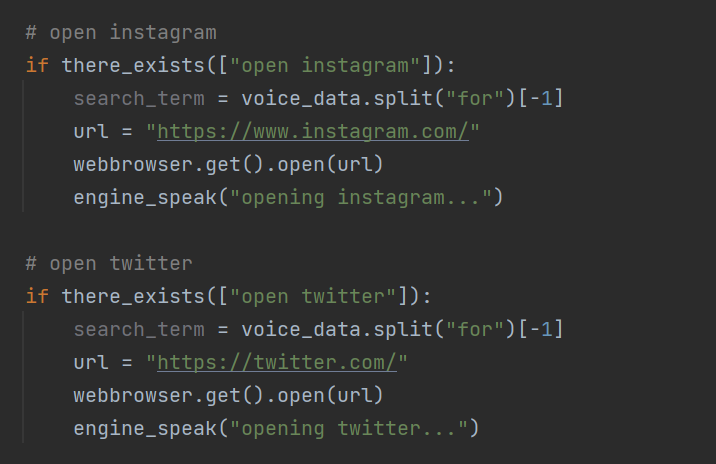 # open instagram
if there_exists(["open instagram"]):
    search_term = voice_data.split("for")[-1]
    url = "https://www.instagram.com/"
    webbrowser.get().open(url)
    engine_speak("opening instagram...")

# open twitter
if there_exists(["open twitter"]):
    search_term = voice_data.split("for")[-1]
    url = "https://twitter.com/"
    webbrowser.get().open(url)
    engine_speak("opening twitter...")